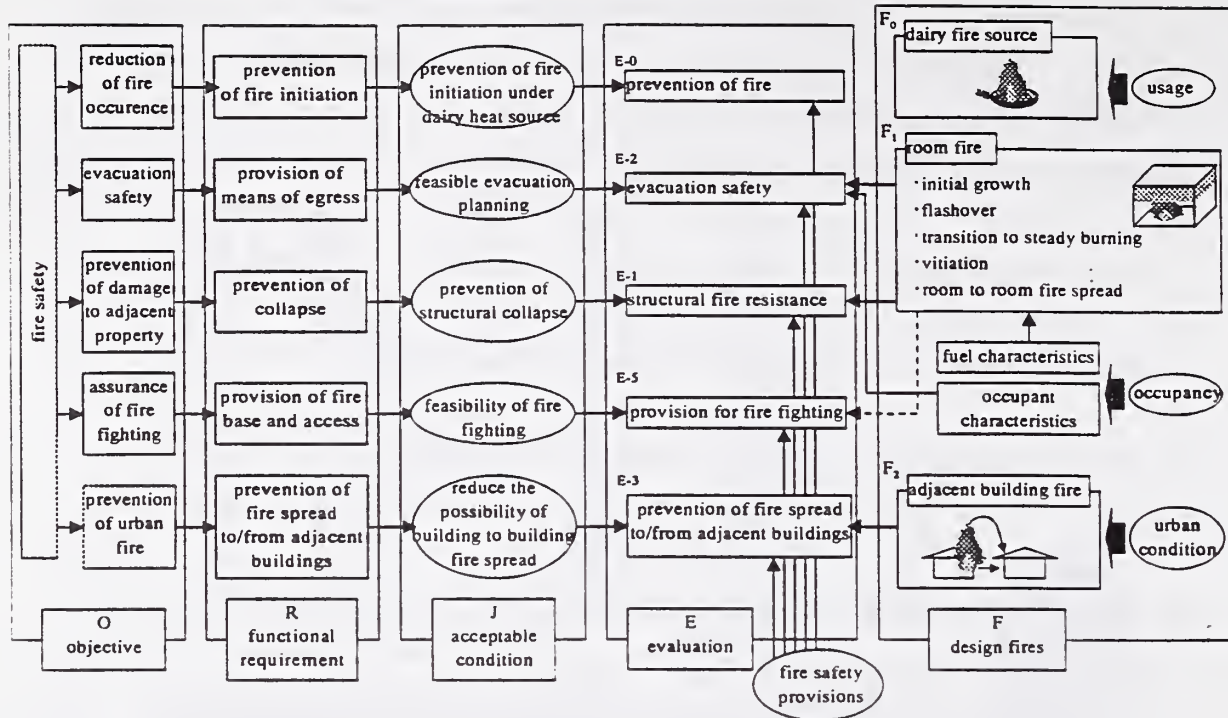 fire safety
reduction
of fire
occurence
evacuation
safety
prevention
of damage
to adjacent
property
assurance
of fire
fighting
prevention
of urban
fire
O
objective
prevention
of fire initiation
provision of
means of egress
prevention of
collapse
provision of fire
base and access
prevention of
fire spread
to/from adjacent
buildings
R
functional
requirement
prevention of fire
initiation under
dairy heat source
feasible evacuation
planning
prevention of
structural collapse
feasibility of fire
fighting
reduce the
possibility of
building to building
fire spread
J
acceptable
condition
E-0
prevention of fire
E-2
evacuation safety
E-1
structural fire resistance
E-5
provision for fire fighting
E-3
prevention of fire spread
to/from adjacent buildings
E
evaluation
fire safety
provisions
F0
dairy fire source
usage
F1
room fire
·initial growth
·flashover
·transition to steady burning
·vitiation
·room to room fire spread
fuel characteristics
occupant
characteristics
occupancy
F2
adjacent building fire
urban
condition
F
design fires